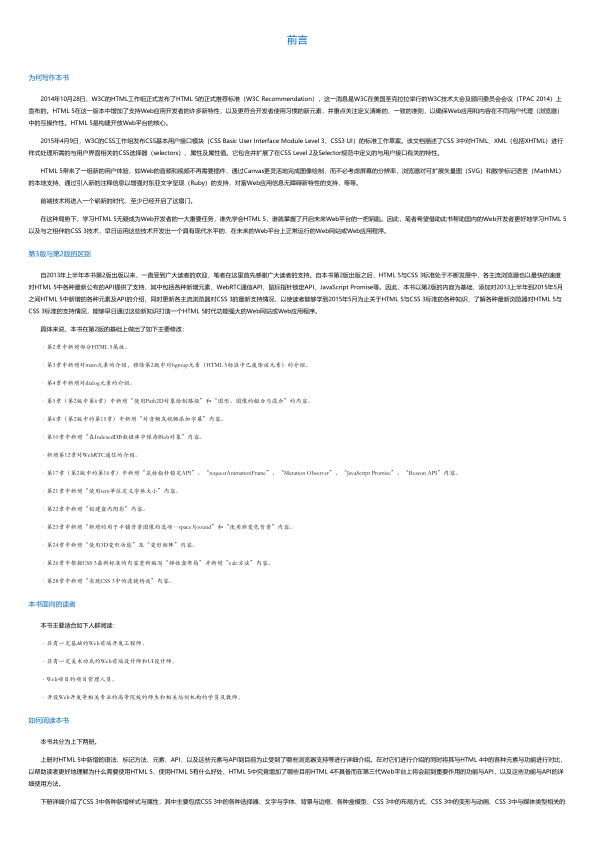 前言
为何写作本书
2014年10月28日，W3C的HTML工作组正式发布了HTML 5的正式推荐标准（W3C Recommendation），这一消息是W3C在美国圣克拉拉举行的W3C技术大会及顾问委员会会议（TPAC 2014）上
宣布的。HTML 5在这一版本中增加了支持Web应用开发者的许多新特性，以及更符合开发者使用习惯的新元素，并重点关注定义清晰的、一致的准则，以确保Web应用和内容在不同用户代理（浏览器）
中的互操作性。HTML 5是构建开放Web平台的核心。
2015年4月9日，W3C的CSS工作组发布CSS基本用户接口模块（CSS Basic User Interface Module Level 3，CSS3 UI）的标准工作草案。该文档描述了CSS 3中对HTML、XML（包括XHTML）进行
样式处理所需的与用户界面相关的CSS选择器（selectors）、属性及属性值。它包含并扩展了在CSS Level 2及Selector规范中定义的与用户接口有关的特性。
HTML 5带来了一组新的用户体验，如Web的音频和视频不再需要插件，通过Canvas更灵活地完成图像绘制，而不必考虑屏幕的分辨率，浏览器对可扩展矢量图（SVG）和数学标记语言（MathML）
的本地支持，通过引入新的注释信息以增强对东亚文字呈现（Ruby）的支持，对富Web应用信息无障碍新特性的支持，等等。
前端技术将进入一个崭新的时代，至少已经开启了这扇门。
在这种局势下，学习HTML 5无疑成为Web开发者的一大重要任务，谁先学会HTML 5，谁就掌握了开启未来Web平台的一把钥匙。因此，笔者希望借助此书帮助国内的Web开发者更好地学习HTML 5
以及与之相伴的CSS 3技术，早日运用这些技术开发出一个具有现代水平的、在未来的Web平台上正常运行的Web网站或Web应用程序。
第3版与第2版的区别
自2013年上半年本书第2版出版以来，一直受到广大读者的欢迎，笔者在这里首先感谢广大读者的支持。自本书第2版出版之后，HTML 5与CSS 3标准处于不断发展中，各主流浏览器也以最快的速度
对HTML 5中各种最新公布的API提供了支持，其中包括各种新增元素、WebRTC通信API、鼠标指针锁定API、JavaScript Promise等。因此，本书以第2版的内容为基础，添加对2013上半年到2015年5月
之间HTML 5中新增的各种元素及API的介绍，同时更新各主流浏览器对CSS 3的最新支持情况，以使读者能够学到2015年5月为止关于HTML 5与CSS 3标准的各种知识，了解各种最新浏览器对HTML 5与
CSS 3标准的支持情况，能够早日通过这些新知识打造一个HTML 5时代功能强大的Web网站或Web应用程序。
具体来说，本书在第2版的基础上做出了如下主要修改：
· 第2章中新增部分HTML 5属性。
· 第3章中新增对main元素的介绍，移除第2版中对hgroup元素（HTML 5标准中已废除该元素）的介绍。
· 第4章中新增对dialog元素的介绍。
· 第5章（第2版中第6章）中新增“使用Path2D对象绘制路径”和“图形、图像的组合与混合”的内容。
· 第6章（第2版中的第15章）中新增“对音频或视频添加字幕”内容。
· 第10章中新增“在IndexedDB数据库中保存Blob对象”内容。
· 新增第12章对WebRTC通信的介绍。
· 第17章（第2版中的第16章）中新增“鼠标指针锁定API”、“requestAnimationFrame”、“Mutation Observer”、“JavaScript Promise”、“Beacon API”内容。
· 第21章中新增“使用rem单位定义字体大小”内容。
· 第22章中新增“创建盒内阴影”内容。
· 第23章中新增“新增的用于平铺背景图像的选项—space与round”和“使用渐变色背景”内容。
· 第24章中新增“使用3D变形功能”及“变形矩阵”内容。
· 第26章中根据CSS 3最新标准的内容重新编写“弹性盒布局”并新增“calc方法”内容。
· 第28章中新增“实现CSS 3中的滤镜特效”内容。
本书面向的读者
本书主要适合如下人群阅读：
· 具有一定基础的Web前端开发工程师。
· 具有一定美术功底的Web前端设计师和UI设计师。
· Web项目的项目管理人员。
· 开设Web开发等相关专业的高等院校的师生和相关培训机构的学员及教师。
如何阅读本书
本书共分为上下两册。
上册对HTML 5中新增的语法、标记方法、元素、API，以及这些元素与API到目前为止受到了哪些浏览器支持等进行详细介绍。在对它们进行介绍的同时将其与HTML 4中的各种元素与功能进行对比，
以帮助读者更好地理解为什么需要使用HTML 5、使用HTML 5有什么好处、HTML 5中究竟增加了哪些目前HTML 4不具备而在第三代Web平台上将会起到重要作用的功能与API，以及这些功能与API的详
细使用方法。
下册详细介绍了CSS 3中各种新增样式与属性，其中主要包括CSS 3中的各种选择器、文字与字体、背景与边框、各种盒模型、CSS 3中的布局方式、CSS 3中的变形与动画、CSS 3中与媒体类型相关的